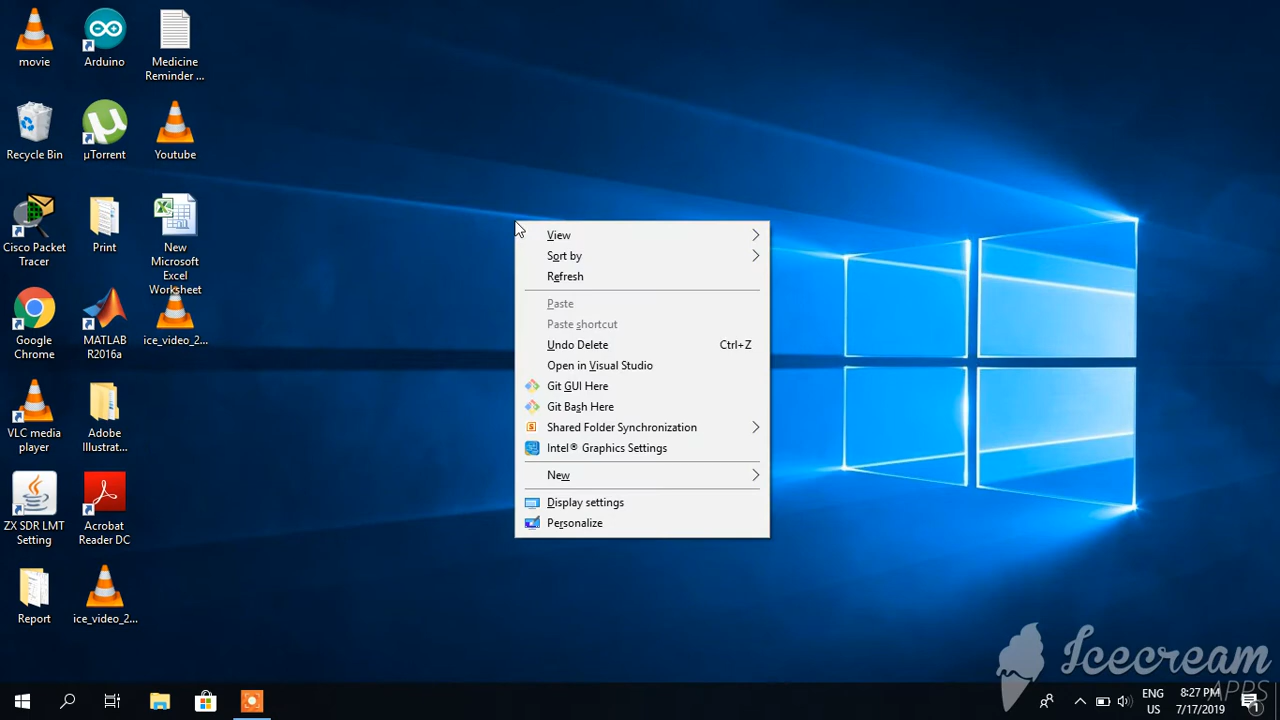 movie
Arduino
Medicine
Reminder ...
Recycle Bin
µTorrent
Youtube
Cisco Packet
Tracer
Print
New
Microsoft
Excel
Worksheet
Google
Chrome
MATLAB
R2016a
ice_video_2...
VLC media
player
Adobe
Illustrat...
ZX SDR LMT
Setting
Acrobat
Reader DC
Report
ice_video_2...
View
Sort by
Refresh
Paste
Paste shortcut
Undo Delete Ctrl+Z
Open in Visual Studio
Git GUI Here
Git Bash Here
Shared Folder Synchronization
Intel® Graphics Settings
New
Display settings
Personalize
Icecream
APPS
ENG
US
8:27 PM
7/17/2019
1